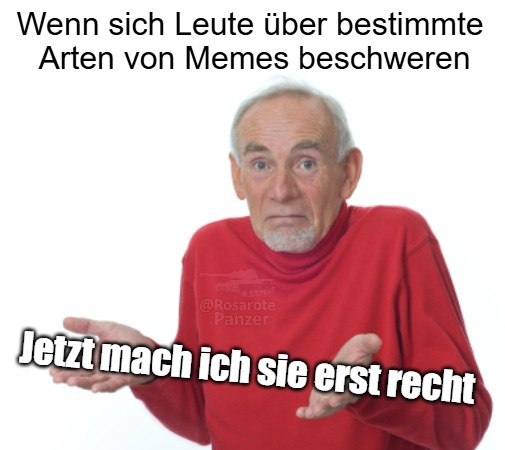 Wenn sich Leute über bestimmte
Arten von Memes beschweren
@Rosarote
Panzer
Jetzt mach ich sie erst recht